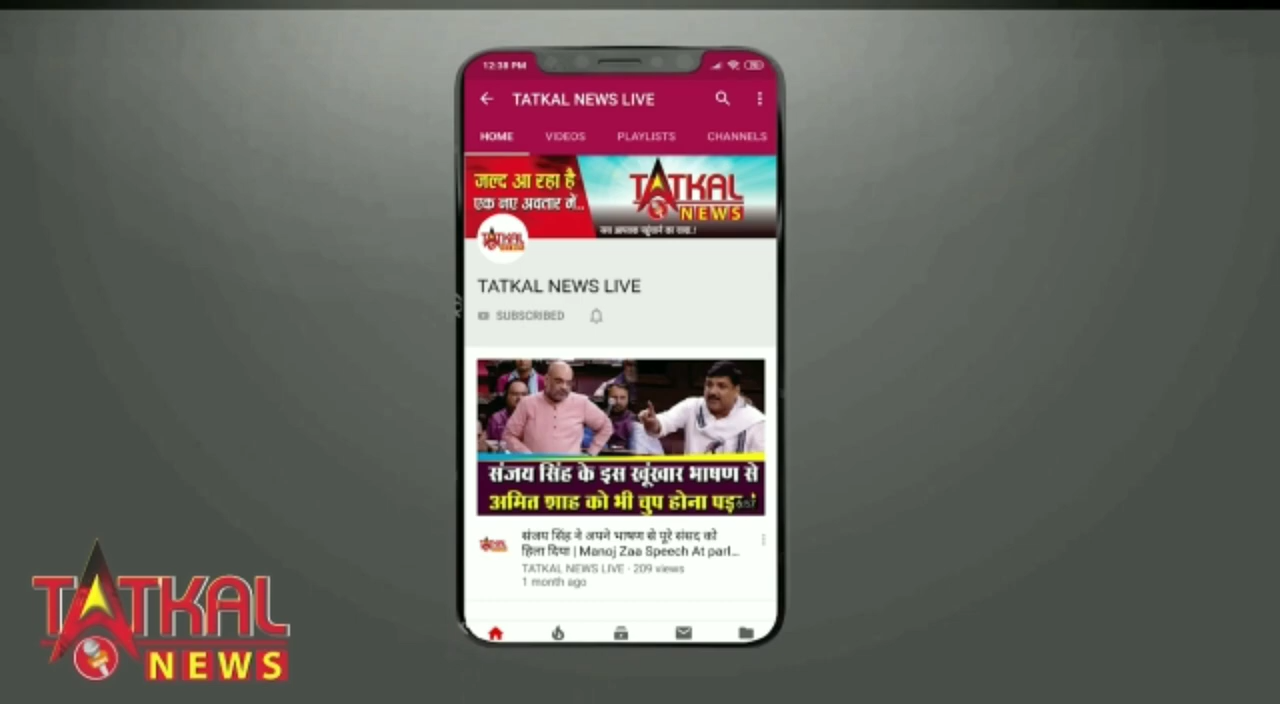 12:38 PM
TATKAL NEWS LIVE
HOME VIDEOS PLAYLISTS CHANNELS
जल्द आ रहा है
एक नए अवतार में..
TATKAL
NEWS
TATKAL
TATKAL NEWS LIVE
SUBSCRIBED
संजय सिंह के इस खूंखार भाषण से
अमित शाह को भी चुप होना पड़
TATKAL
संजय सिंह ने अपने भाषण से पूरे संसद को
हिला दिया | Manoj Zaa Speech At parl...
TATKAL NEWS LIVE · 209 views
1 month ago
TATKAL
NEWS